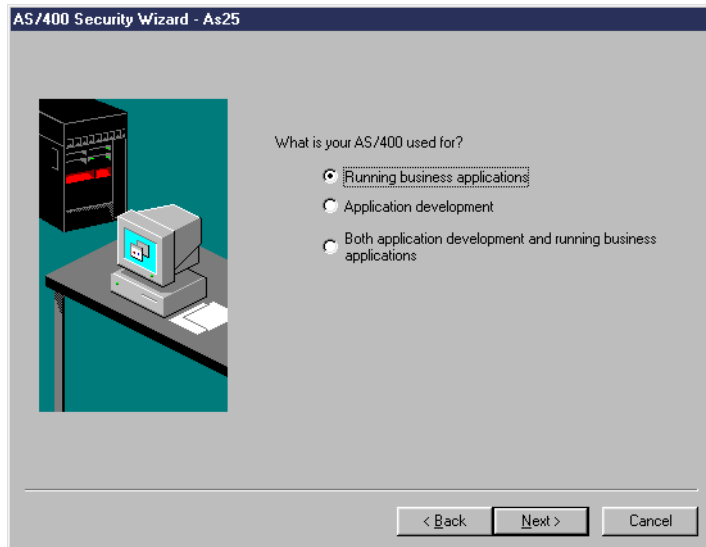 AS/400 Security Wizard - As25
What is your AS/400 used for?
Running business applications
Application development
Both application development and running business
applications
< Back
Next >
Cancel